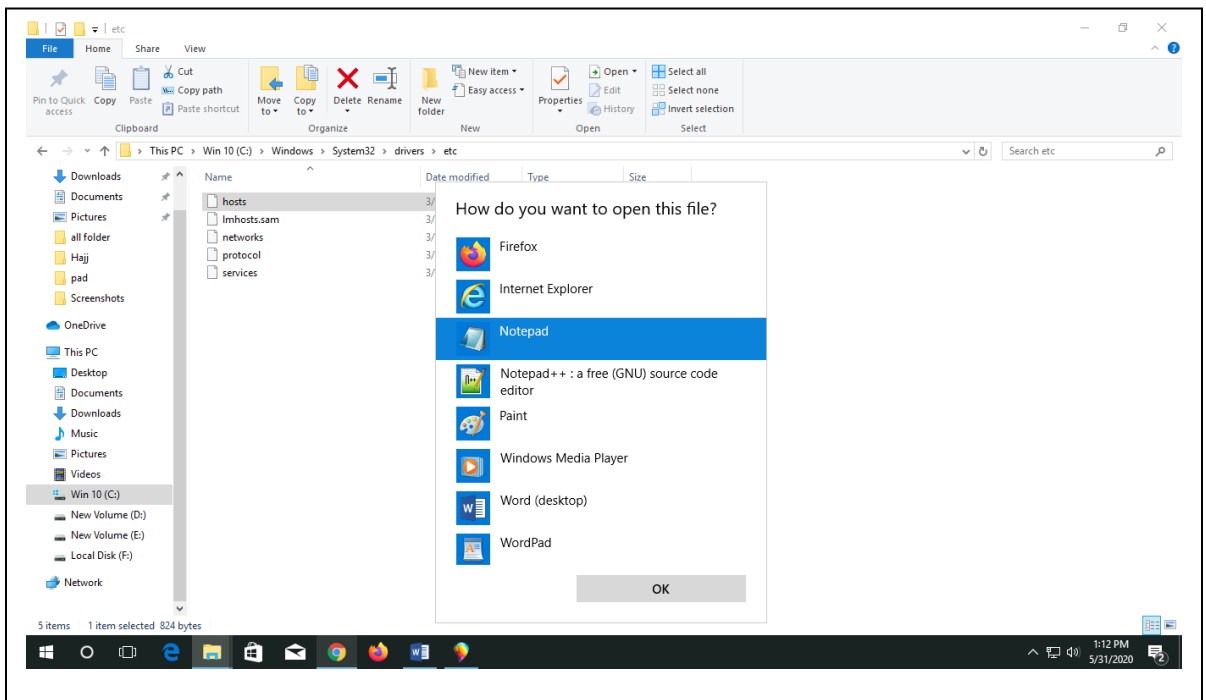 etc
File Home Share View
Pin to Quick access
Copy
Paste
Cut
Copy path
Paste shortcut
Clipboard
Move to
Copy to
Delete
Rename
Organize
New folder
New item
Easy access
New
Properties
Open
Edit
History
Open
Select all
Select none
Invert selection
Select
This PC > Win 10 (C:) > Windows > System32 > drivers > etc
Search etc
Downloads
Documents
Pictures
all folder
Hajj
pad
Screenshots
OneDrive
This PC
Desktop
Documents
Downloads
Music
Pictures
Videos
Win 10 (C:)
New Volume (D:)
New Volume (E:)
Local Disk (F:)
Network
Name Date modified Type Size
hosts 3/
lmhosts.sam 3/
networks 3/
protocol 3/
services 3/
How do you want to open this file?
Firefox
Internet Explorer
Notepad
Notepad++ : a free (GNU) source code
editor
Paint
Windows Media Player
Word (desktop)
WordPad
OK
5 items 1 item selected 824 bytes
1:12 PM
5/31/2020
2